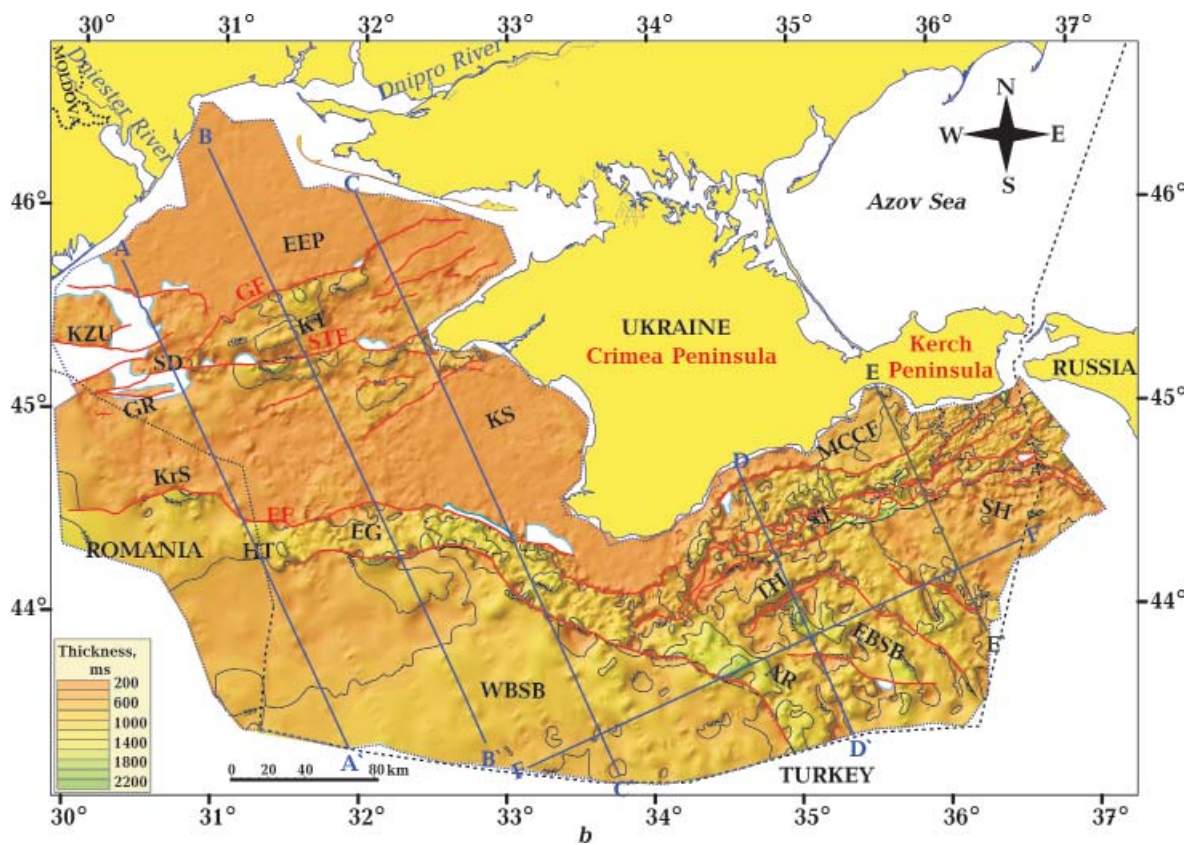 30° 31° 32° 33° 34° 35° 36° 37°
MOLDOVA
Dniester River
Dnipro River
B
N
W E
S
C
46° 46°
Azov Sea
A
EEP
GF
KT
KZU
STF
UKRAINE
Crimea Peninsula
Kerch
Peninsula
E
RUSSIA
SD
GR
45° 45°
KS
MCCF
D
KrS
ST
SH
EF
EG
ROMANIA
HT
F
TH
44° 44°
EBSB
E`
Thickness,
ms
200
600
1000
1400
1800
2200
WBSB
AR
A`
B`
F
D`
0 20 40 80 km
C`
TURKEY
30° 31° 32° 33° 34° 35° 36° 37°
b